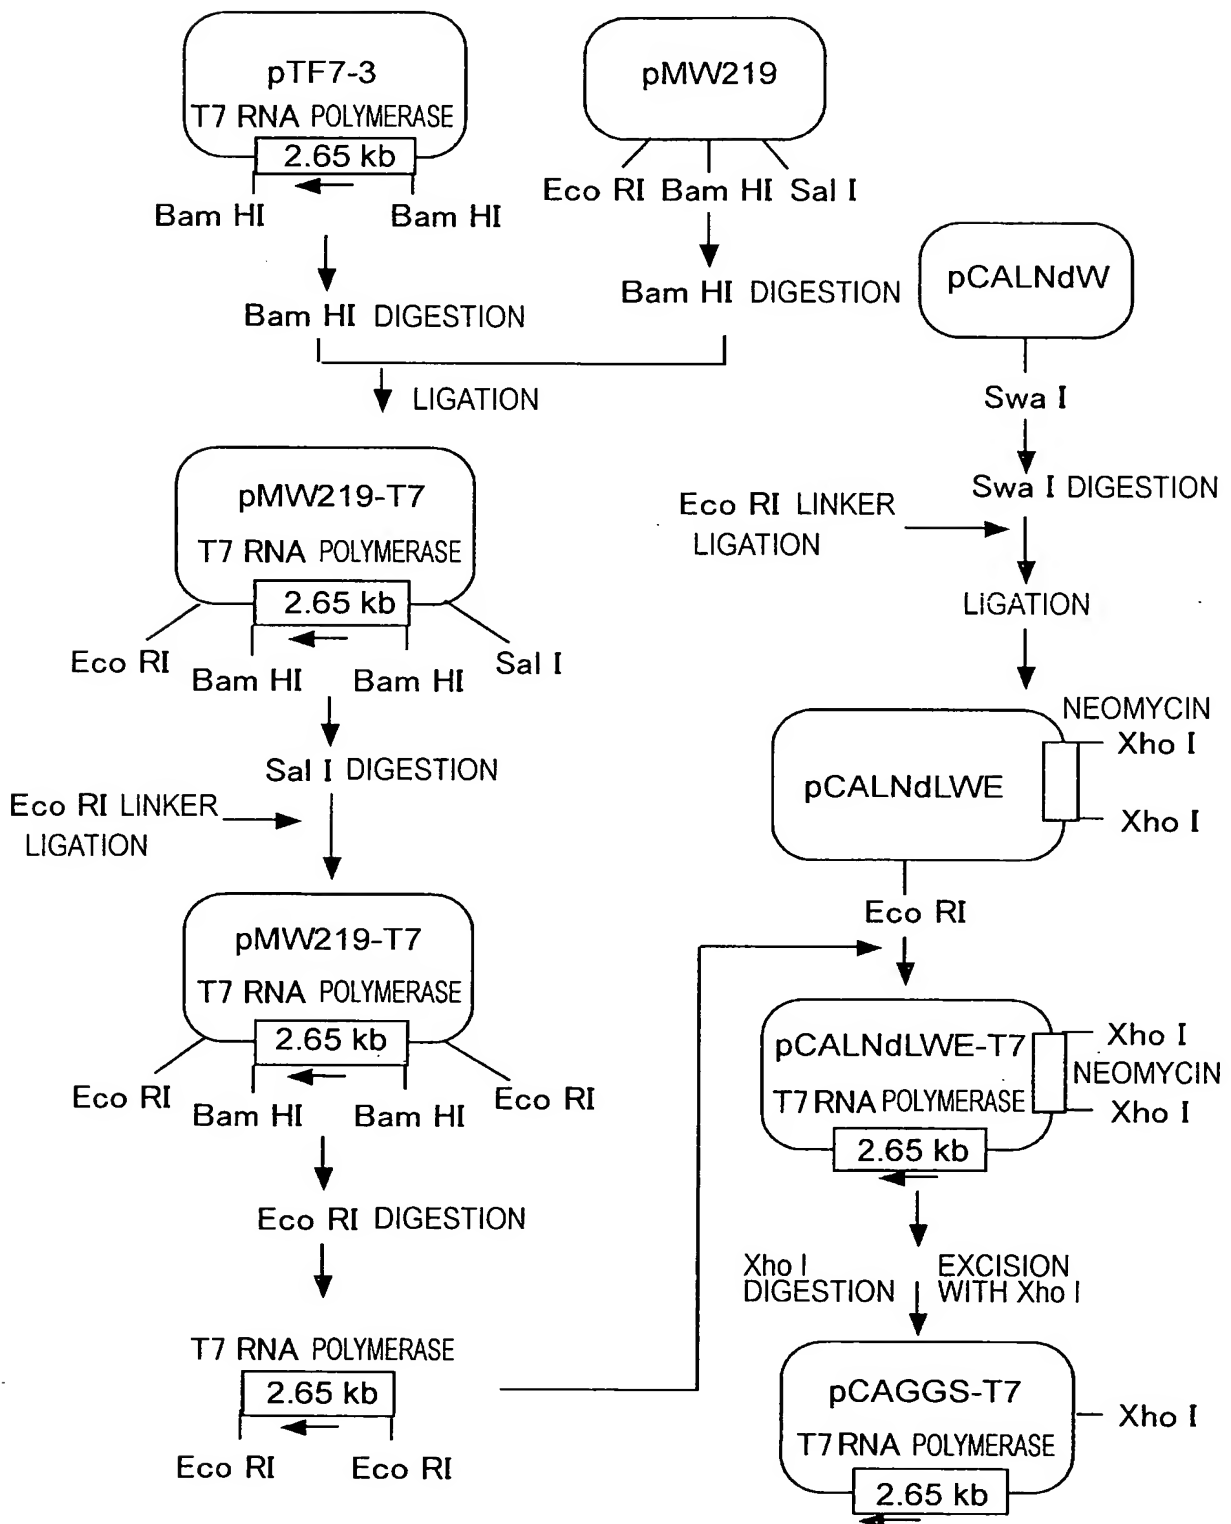 pTF7-3
T7 RNA POLYMERASE
2.65 kb
Bam HI Bam HI
Bam HI DIGESTION
pMW219
Eco RI Bam HI Sal I
Bam HI DIGESTION
LIGATION
pMW219-T7
T7 RNA POLYMERASE
2.65 kb
Eco RI
Bam HI Bam HI
Sal I
Sal I DIGESTION
Eco RI LINKER
LIGATION
pMW219-T7
T7 RNA POLYMERASE
2.65 kb
Eco RI
Bam HI Bam HI
Eco RI
Eco RI DIGESTION
T7 RNA POLYMERASE
2.65 kb
Eco RI Eco RI
pCALNdW
Swa I
Swa I DIGESTION
Eco RI LINKER
LIGATION
LIGATION
NEOMYCIN
Xho I
pCALNdLWE
Xho I
Eco RI
pCALNdLWE-T7
T7 RNA POLYMERASE
2.65 kb
Xho I
NEOMYCIN
Xho I
Xho I
DIGESTION
EXCISION
WITH Xho I
pCAGGS-T7
T7 RNA POLYMERASE
2.65 kb
Xho I